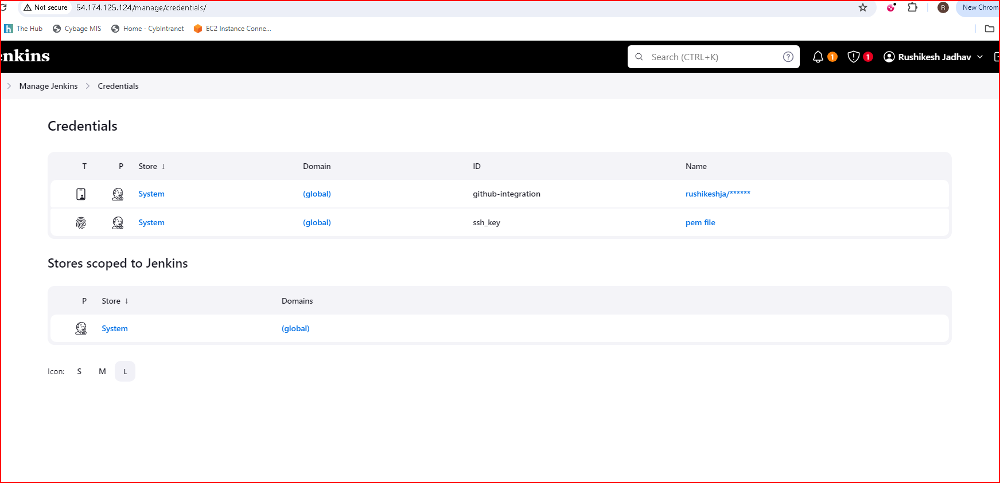 Not secure 54.174.125.124/manage/credentials/ R New Chrom
The Hub Cybage MIS Home - CybIntranet EC2 Instance Conne...
enkins Search (CTRL+K) ? 1 1 Rushikesh Jadhav
Manage Jenkins Credentials
Credentials
T P Store ↓ Domain ID Name
System (global) github-integration rushikeshja/******
System (global) ssh_key pem file
Stores scoped to Jenkins
P Store ↓ Domains
System (global)
Icon: S M L